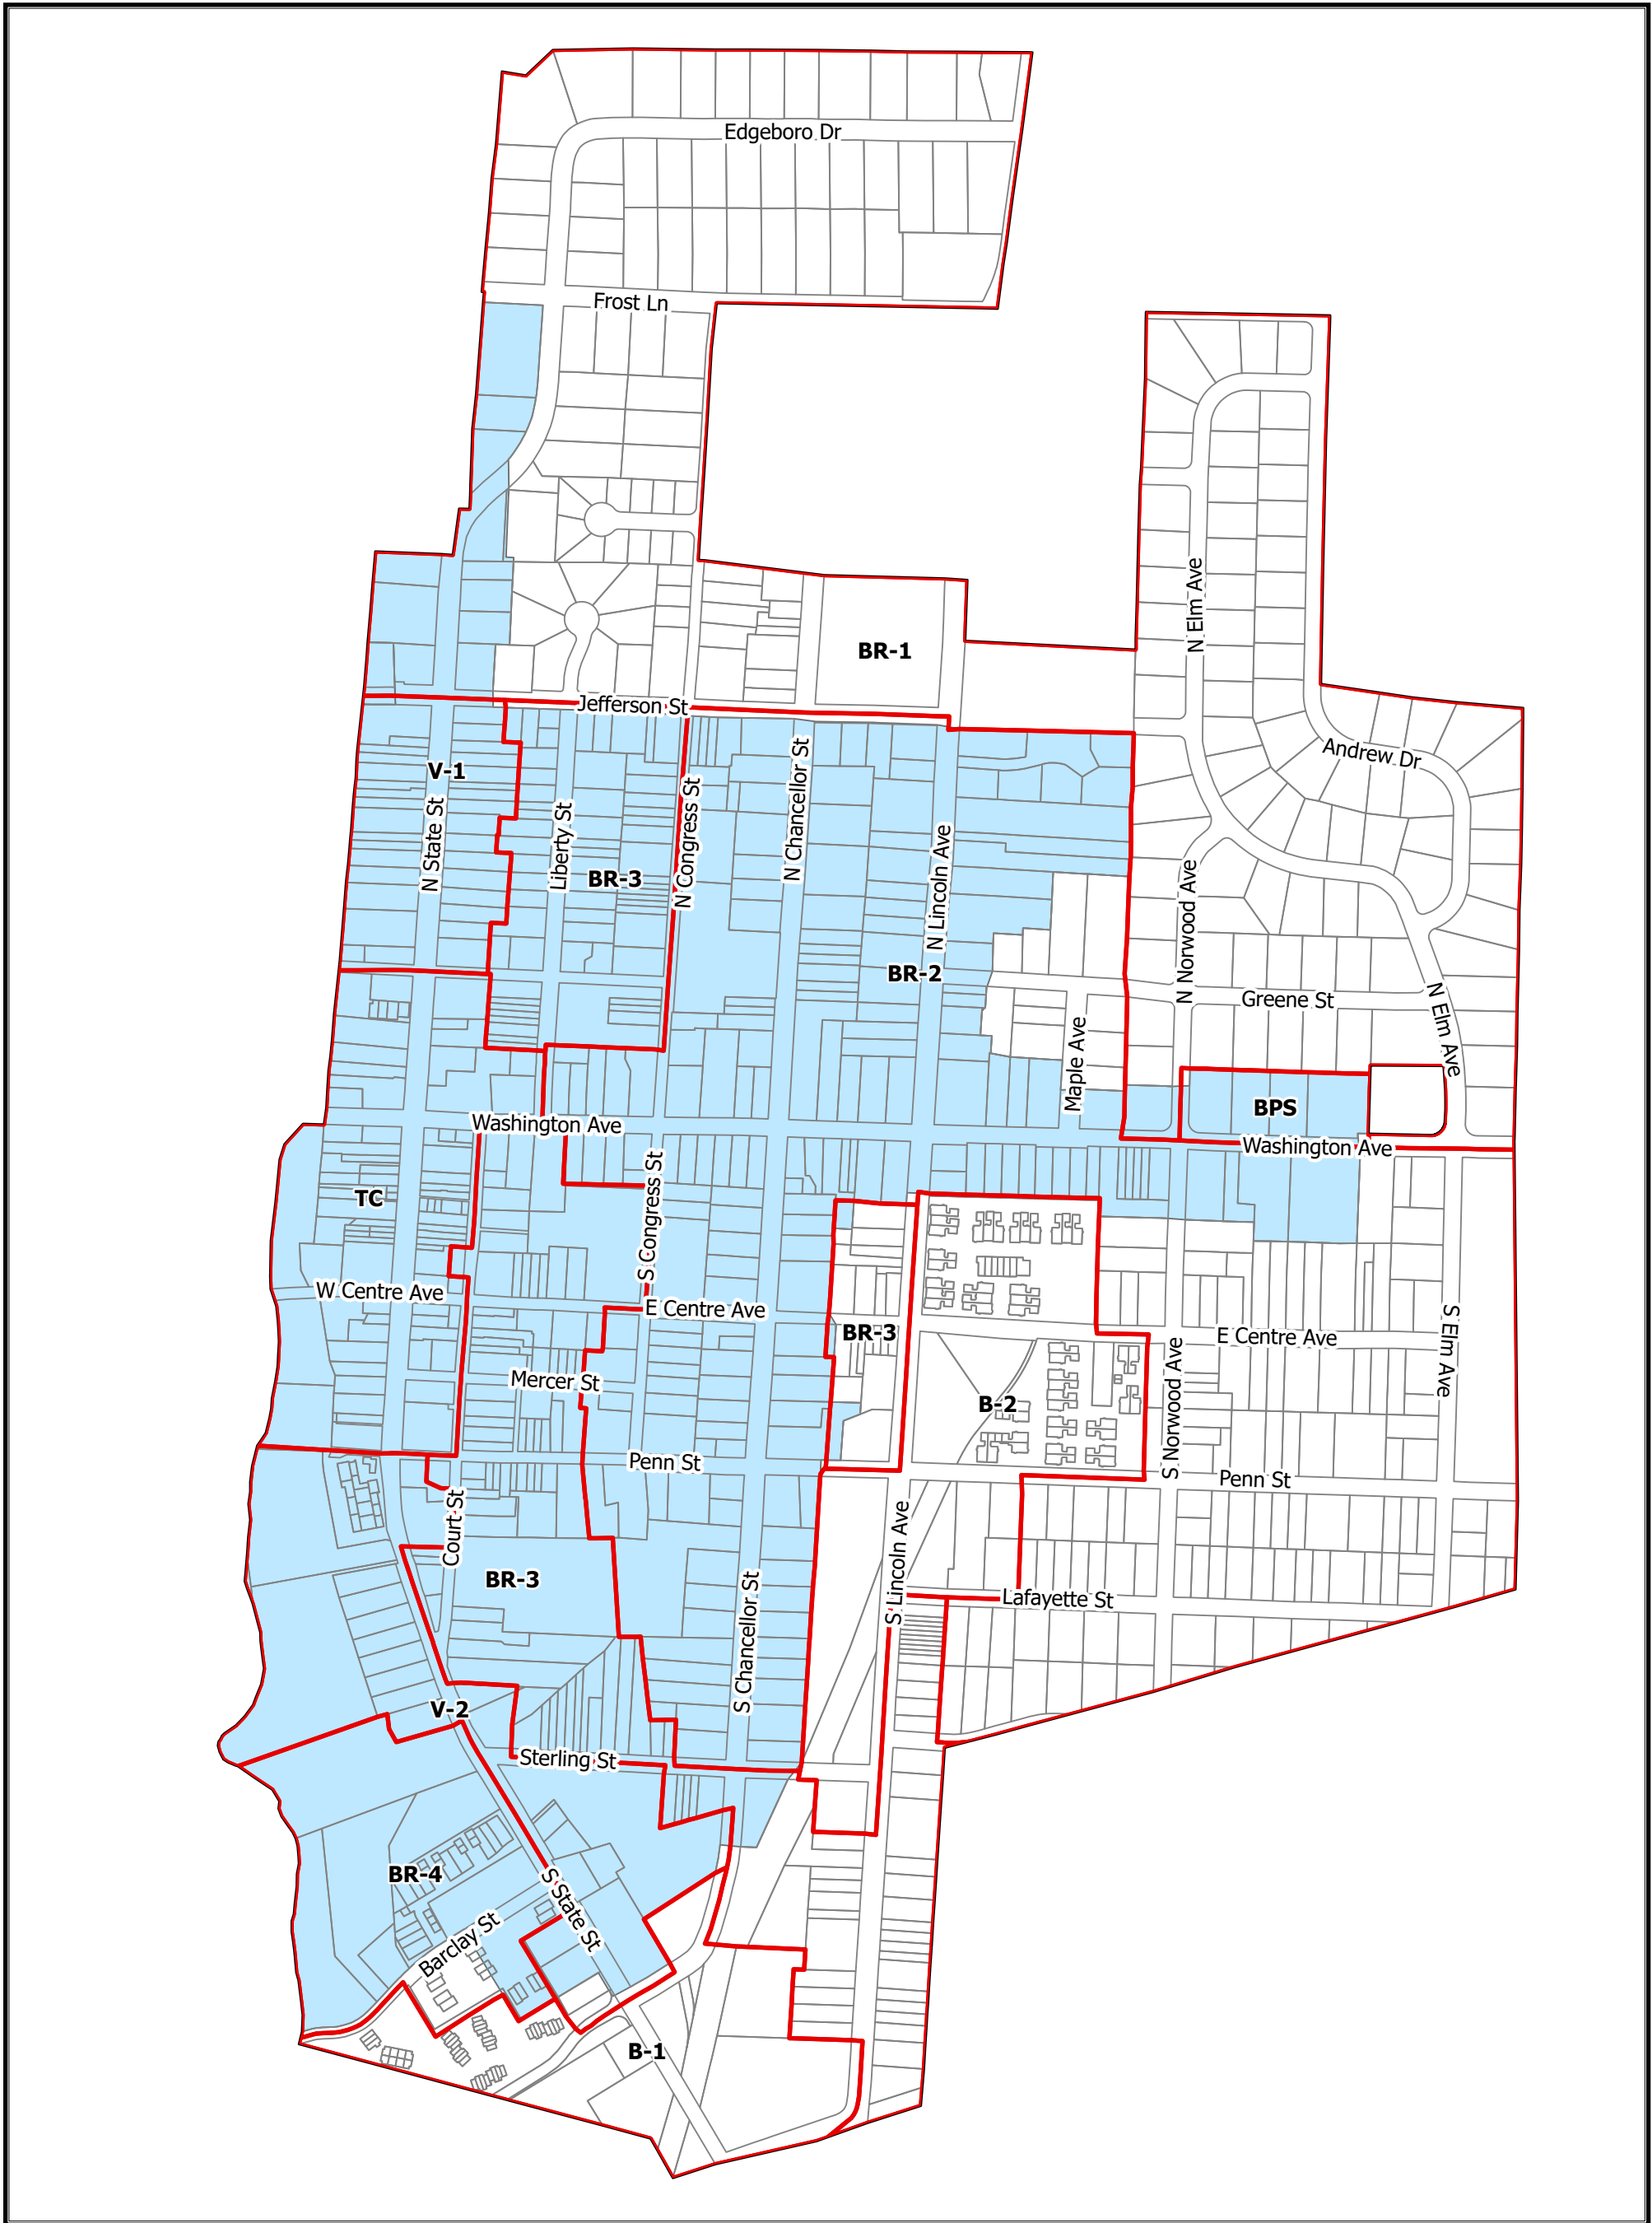 Edgeboro Dr
Frost Ln
N Elm Ave
BR-1
Jefferson St
Andrew Dr
V-1
N State St
Liberty St
BR-3
N Congress St
N Chancellor St
N Lincoln Ave
N Norwood Ave
BR-2
Greene St
N Elm Ave
Maple Ave
BPS
Washington Ave
Washington Ave
TC
S Congress St
W Centre Ave
E Centre Ave
BR-3
E Centre Ave
S Elm Ave
Mercer St
B-2
S Norwood Ave
Penn St
Penn St
Court St
S Lincoln Ave
BR-3
Lafayette St
S Chancellor St
V-2
Sterling St
BR-4
S State St
Barclay St
B-1